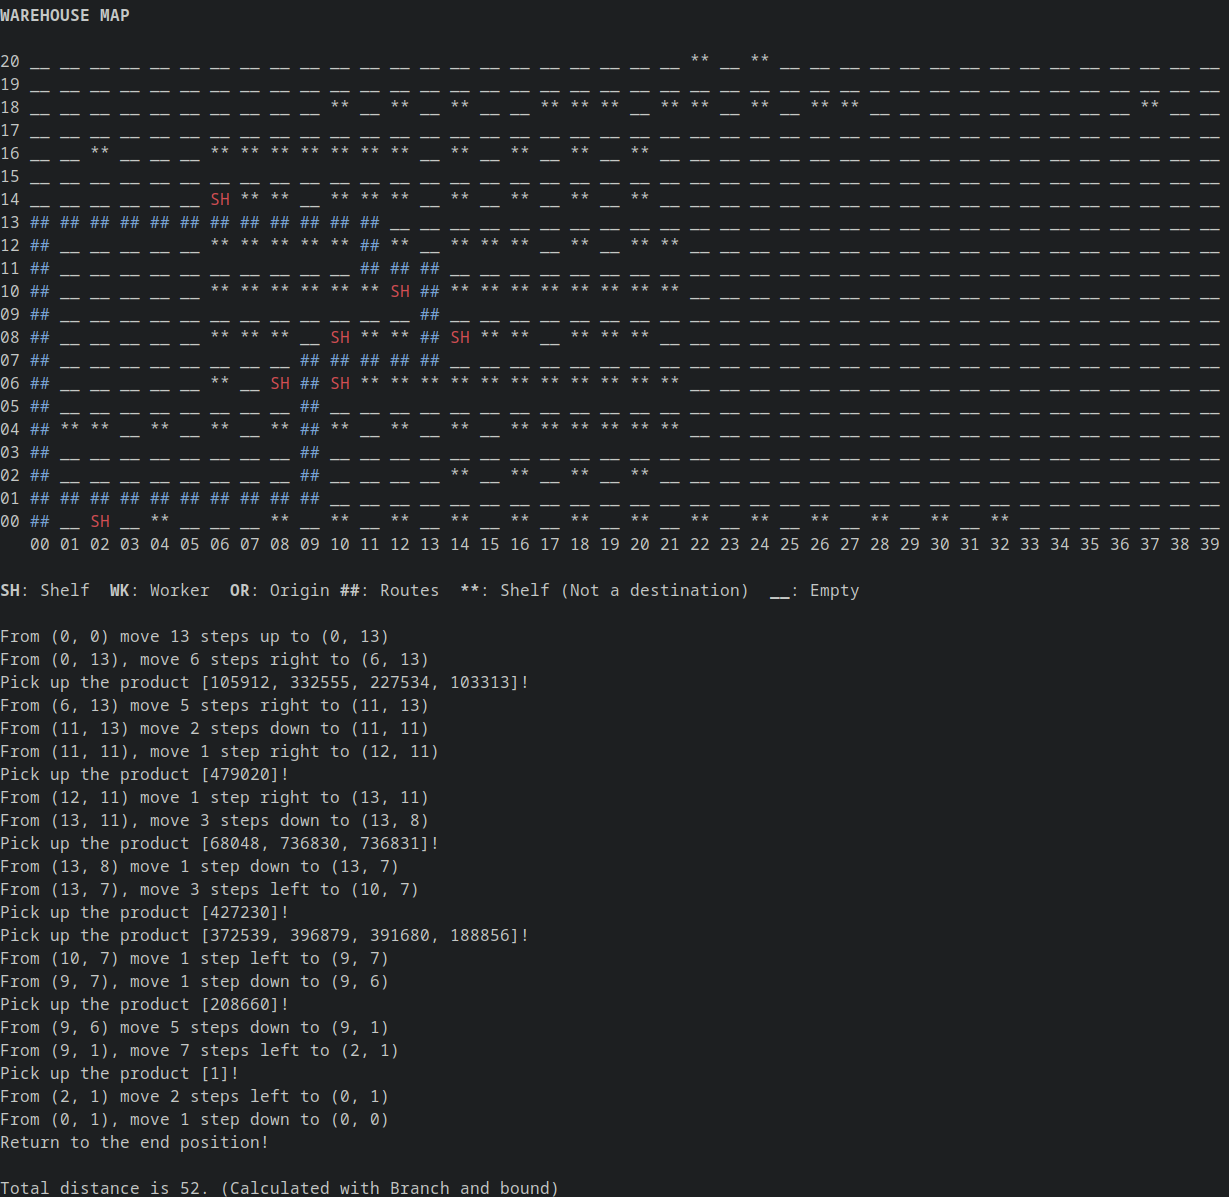 WAREHOUSE MAP
20 __ __ __ __ __ __ __ __ __ __ __ __ __ __ __ __ __ __ __ __ __ __ ** __ ** __ __ __ __ __ __ __ __ __ __ __ __ __ __ __
19 __ __ __ __ __ __ __ __ __ __ __ __ __ __ __ __ __ __ __ __ __ __ __ __ __ __ __ __ __ __ __ __ __ __ __ __ __ __ __ __
18 __ __ __ __ __ __ __ __ __ __ ** __ ** __ ** __ __ ** ** ** __ ** ** __ ** __ ** ** __ __ __ __ __ __ __ __ __ ** __ __
17 __ __ __ __ __ __ __ __ __ __ __ __ __ __ __ __ __ __ __ __ __ __ __ __ __ __ __ __ __ __ __ __ __ __ __ __ __ __ __ __
16 __ __ ** __ __ __ ** ** ** ** ** ** ** __ ** __ ** __ ** __ ** __ __ __ __ __ __ __ __ __ __ __ __ __ __ __ __ __ __ __
15 __ __ __ __ __ __ __ __ __ __ __ __ __ __ __ __ __ __ __ __ __ __ __ __ __ __ __ __ __ __ __ __ __ __ __ __ __ __ __ __
14 __ __ __ __ __ __ SH ** ** __ ** ** ** __ ** __ ** __ ** __ ** __ __ __ __ __ __ __ __ __ __ __ __ __ __ __ __ __ __ __
13 ## ## ## ## ## ## ## ## ## ## ## ## __ __ __ __ __ __ __ __ __ __ __ __ __ __ __ __ __ __ __ __ __ __ __ __ __ __ __ __
12 ## __ __ __ __ __ ** ** ** ** ** ## ** __ ** ** ** __ ** __ ** ** __ __ __ __ __ __ __ __ __ __ __ __ __ __ __ __ __ __
11 ## __ __ __ __ __ __ __ __ __ __ ## ## ## __ __ __ __ __ __ __ __ __ __ __ __ __ __ __ __ __ __ __ __ __ __ __ __ __ __
10 ## __ __ __ __ __ ** ** ** ** ** ** SH ## ** ** ** ** ** ** ** ** __ __ __ __ __ __ __ __ __ __ __ __ __ __ __ __ __ __
09 ## __ __ __ __ __ __ __ __ __ __ __ __ ## __ __ __ __ __ __ __ __ __ __ __ __ __ __ __ __ __ __ __ __ __ __ __ __ __ __
08 ## __ __ __ __ __ ** ** ** __ SH ** ** ## SH ** ** __ ** ** ** __ __ __ __ __ __ __ __ __ __ __ __ __ __ __ __ __ __ __
07 ## __ __ __ __ __ __ __ __ ## ## ## ## ## __ __ __ __ __ __ __ __ __ __ __ __ __ __ __ __ __ __ __ __ __ __ __ __ __ __
06 ## __ __ __ __ __ ** __ SH ## SH ** ** ** ** ** ** ** ** ** ** ** __ __ __ __ __ __ __ __ __ __ __ __ __ __ __ __ __ __
05 ## __ __ __ __ __ __ __ __ ## __ __ __ __ __ __ __ __ __ __ __ __ __ __ __ __ __ __ __ __ __ __ __ __ __ __ __ __ __ __
04 ## ** ** __ ** __ ** __ ** ## ** __ ** __ ** __ ** ** ** ** ** ** __ __ __ __ __ __ __ __ __ __ __ __ __ __ __ __ __ __
03 ## __ __ __ __ __ __ __ __ ## __ __ __ __ __ __ __ __ __ __ __ __ __ __ __ __ __ __ __ __ __ __ __ __ __ __ __ __ __ __
02 ## __ __ __ __ __ __ __ __ ## __ __ __ __ ** __ ** __ ** __ ** __ __ __ __ __ __ __ __ __ __ __ __ __ __ __ __ __ __ __
01 ## ## ## ## ## ## ## ## ## ## __ __ __ __ __ __ __ __ __ __ __ __ __ __ __ __ __ __ __ __ __ __ __ __ __ __ __ __ __ __
00 ## __ SH __ ** __ __ __ ** __ ** __ ** __ ** __ ** __ ** __ ** __ ** __ ** __ ** __ ** __ ** __ ** __ __ __ __ __ __ __
00 01 02 03 04 05 06 07 08 09 10 11 12 13 14 15 16 17 18 19 20 21 22 23 24 25 26 27 28 29 30 31 32 33 34 35 36 37 38 39
SH: Shelf  WK: Worker  OR: Origin ##: Routes  **: Shelf (Not a destination)  __: Empty
From (0, 0) move 13 steps up to (0, 13)
From (0, 13), move 6 steps right to (6, 13)
Pick up the product [105912, 332555, 227534, 103313]!
From (6, 13) move 5 steps right to (11, 13)
From (11, 13) move 2 steps down to (11, 11)
From (11, 11), move 1 step right to (12, 11)
Pick up the product [479020]!
From (12, 11) move 1 step right to (13, 11)
From (13, 11), move 3 steps down to (13, 8)
Pick up the product [68048, 736830, 736831]!
From (13, 8) move 1 step down to (13, 7)
From (13, 7), move 3 steps left to (10, 7)
Pick up the product [427230]!
Pick up the product [372539, 396879, 391680, 188856]!
From (10, 7) move 1 step left to (9, 7)
From (9, 7), move 1 step down to (9, 6)
Pick up the product [208660]!
From (9, 6) move 5 steps down to (9, 1)
From (9, 1), move 7 steps left to (2, 1)
Pick up the product [1]!
From (2, 1) move 2 steps left to (0, 1)
From (0, 1), move 1 step down to (0, 0)
Return to the end position!
Total distance is 52. (Calculated with Branch and bound)